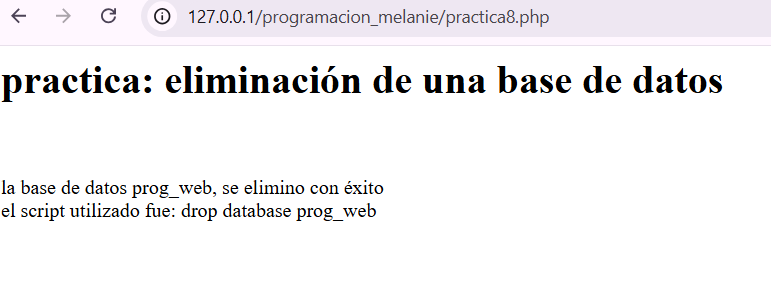 127.0.0.1/programacion_melanie/practica8.php
practica: eliminación de una base de datos
la base de datos prog_web, se elimino con éxito
el script utilizado fue: drop database prog_web